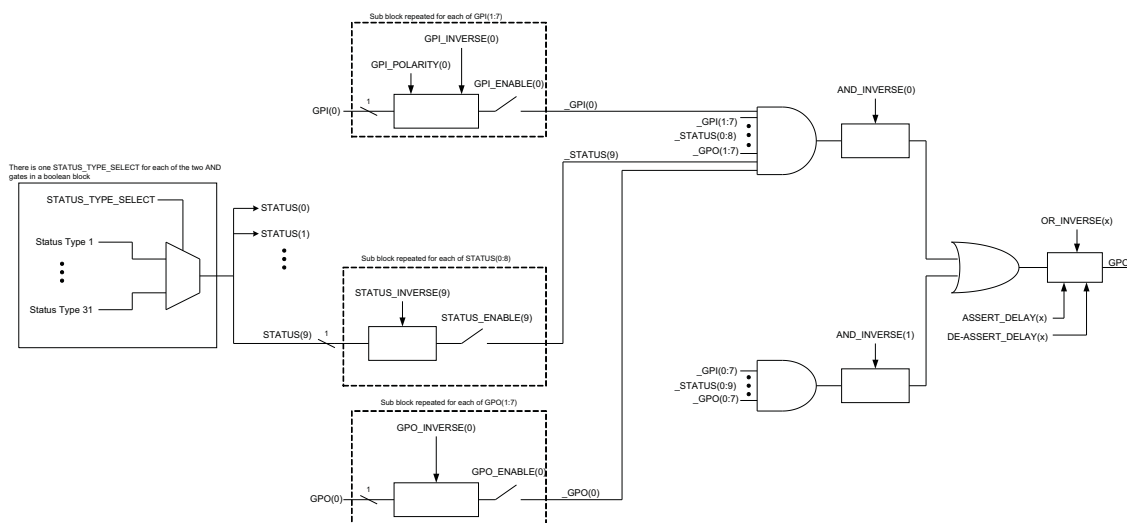 Sub block repeated for each of GPI(1:7)
GPI_INVERSE(0)
GPI_POLARITY(0)
GPI_ENABLE(0)
GPI(0)
1
_GPI(0)
AND_INVERSE(0)
_GPI(1:7)
_STATUS(0:8)
_GPO(1:7)
There is one STATUS_TYPE_SELECT for each of the two AND
gates in a boolean block
STATUS_TYPE_SELECT
Status Type 1
Status Type 31
STATUS(0)
STATUS(1)
_STATUS(9)
Sub block repeated for each of STATUS(0:8)
STATUS_INVERSE(9)
STATUS_ENABLE(9)
STATUS(9)
1
OR_INVERSE(x)
GPO
ASSERT_DELAY(x)
DE-ASSERT_DELAY(x)
AND_INVERSE(1)
_GPI(0:7)
_STATUS(0:9)
_GPO(0:7)
Sub block repeated for each of GPO(1:7)
GPO_INVERSE(0)
GPO_ENABLE(0)
GPO(0)
1
_GPO(0)